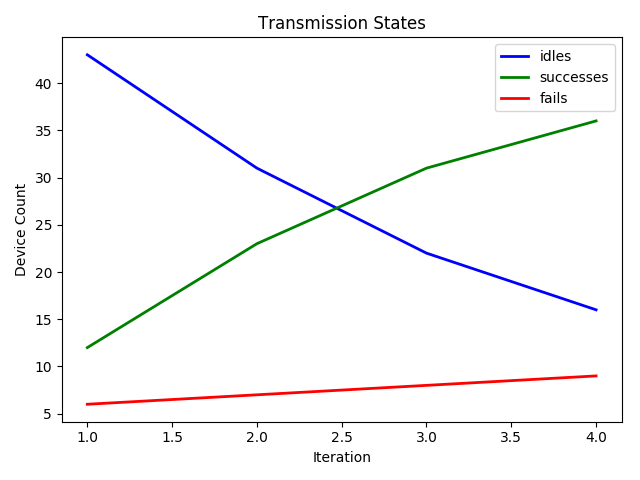 Transmission States
idles
successes
fails
Device Count
40
35
30
25
20
15
10
5
1.0 1.5 2.0 2.5 3.0 3.5 4.0
Iteration